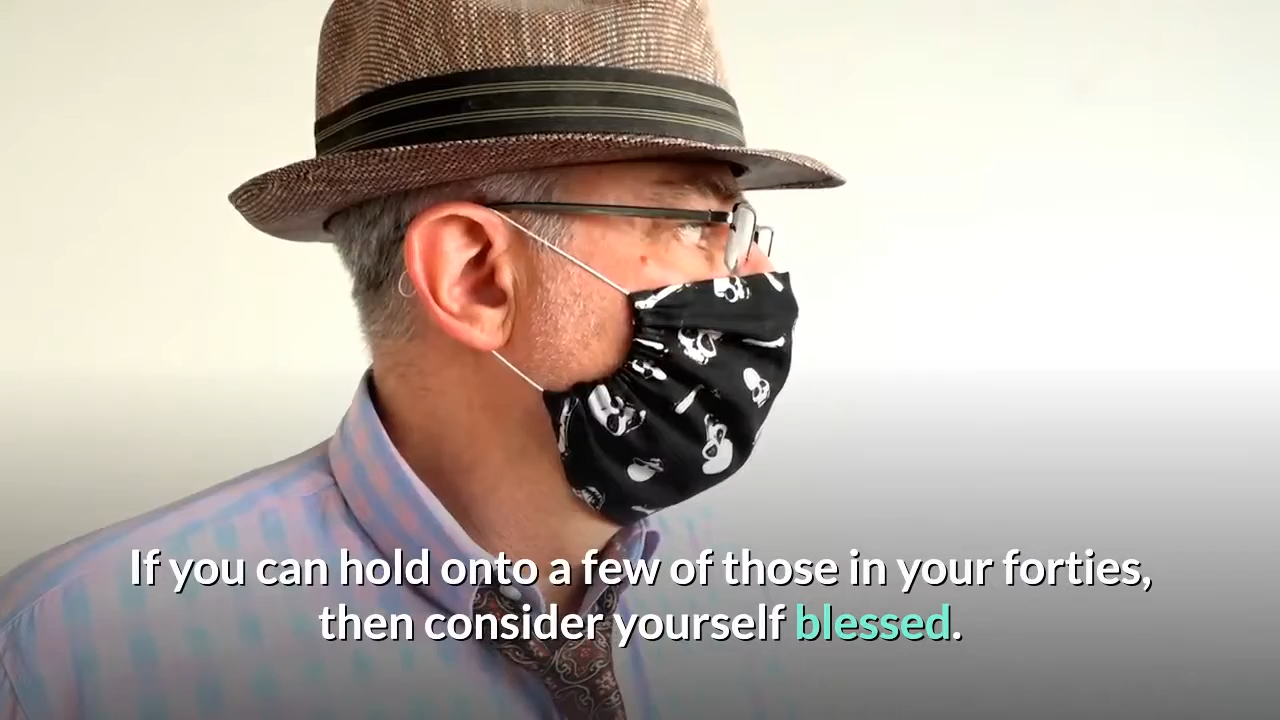 If you can hold onto a few of those in your forties,
then consider yourself blessed.